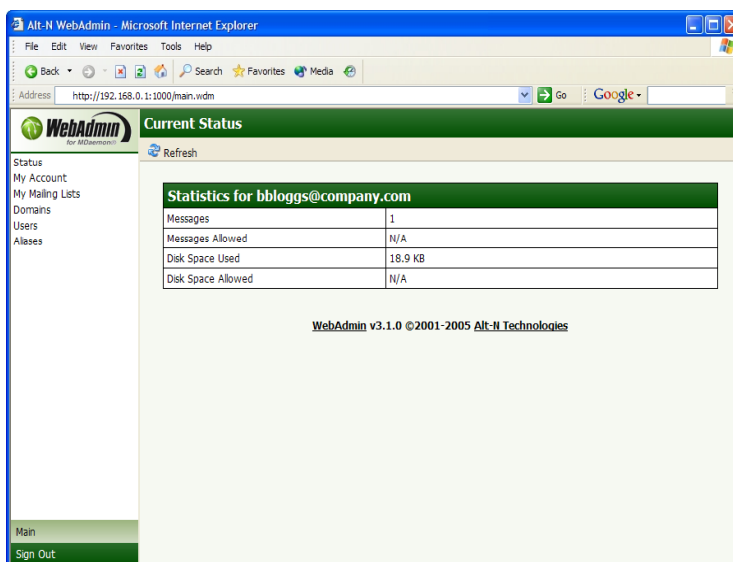 Alt-N WebAdmin - Microsoft Internet Explorer
File Edit View Favorites Tools Help
Back Search Favorites Media
Address http://192.168.0.1:1000/main.wdm Go Google
WebAdmin
for MDaemon®
Current Status
Refresh
Status
My Account
My Mailing Lists
Domains
Users
Aliases
Statistics for bbloggs@company.com
Messages 1
Messages Allowed N/A
Disk Space Used 18.9 KB
Disk Space Allowed N/A
WebAdmin v3.1.0 ©2001-2005 Alt-N Technologies
Main
Sign Out